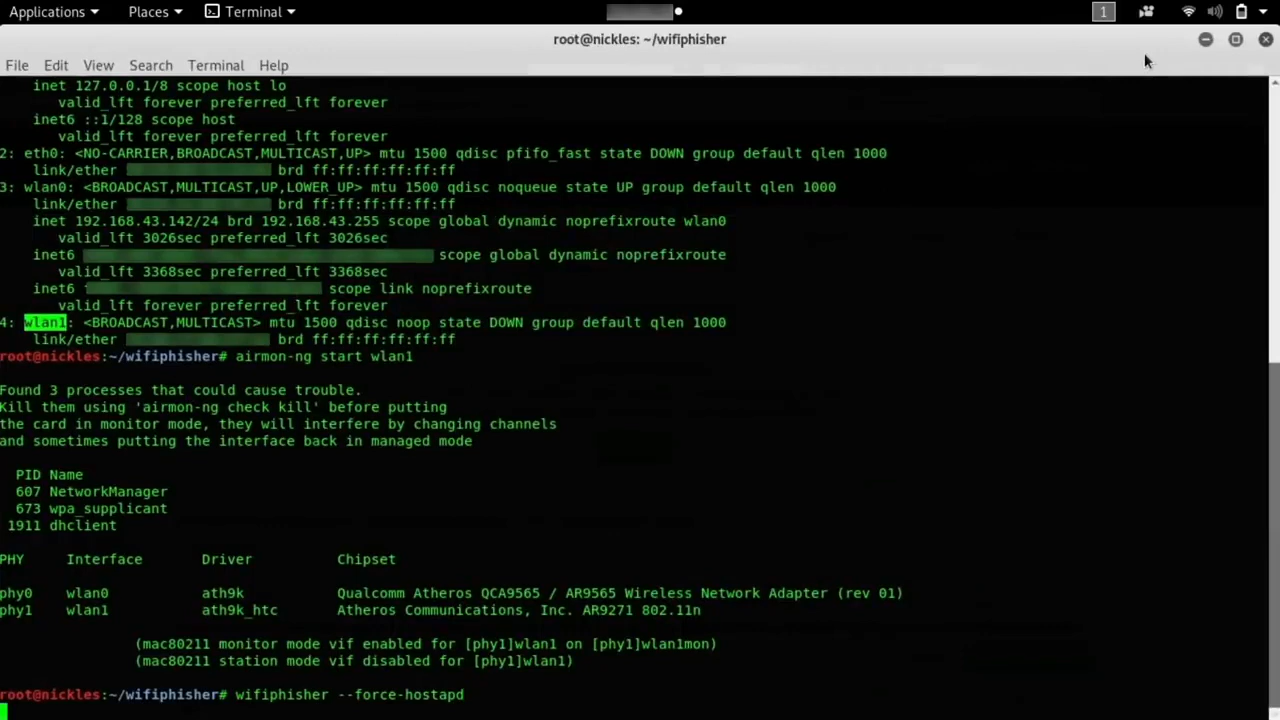 Applications Places Terminal 1
root@nickles: ~/wifiphisher
File Edit View Search Terminal Help
inet 127.0.0.1/8 scope host lo
valid_lft forever preferred_lft forever
inet6 ::1/128 scope host
valid_lft forever preferred_lft forever
2: eth0: <NO-CARRIER,BROADCAST,MULTICAST,UP> mtu 1500 qdisc pfifo_fast state DOWN group default qlen 1000
link/ether brd ff:ff:ff:ff:ff:ff
3: wlan0: <BROADCAST,MULTICAST,UP,LOWER_UP> mtu 1500 qdisc noqueue state UP group default qlen 1000
link/ether brd ff:ff:ff:ff:ff:ff
inet 192.168.43.142/24 brd 192.168.43.255 scope global dynamic noprefixroute wlan0
valid_lft 3026sec preferred_lft 3026sec
inet6 scope global dynamic noprefixroute
valid_lft 3368sec preferred_lft 3368sec
inet6 scope link noprefixroute
valid_lft forever preferred_lft forever
4: wlan1: <BROADCAST,MULTICAST> mtu 1500 qdisc noop state DOWN group default qlen 1000
link/ether brd ff:ff:ff:ff:ff:ff
root@nickles:~/wifiphisher# airmon-ng start wlan1
Found 3 processes that could cause trouble.
Kill them using 'airmon-ng check kill' before putting
the card in monitor mode, they will interfere by changing channels
and sometimes putting the interface back in managed mode
PID Name
607 NetworkManager
673 wpa_supplicant
1911 dhclient
PHY Interface Driver Chipset
phy0 wlan0 ath9k Qualcomm Atheros QCA9565 / AR9565 Wireless Network Adapter (rev 01)
phy1 wlan1 ath9k_htc Atheros Communications, Inc. AR9271 802.11n
(mac80211 monitor mode vif enabled for [phy1]wlan1 on [phy1]wlan1mon)
(mac80211 station mode vif disabled for [phy1]wlan1)
root@nickles:~/wifiphisher# wifiphisher --force-hostapd